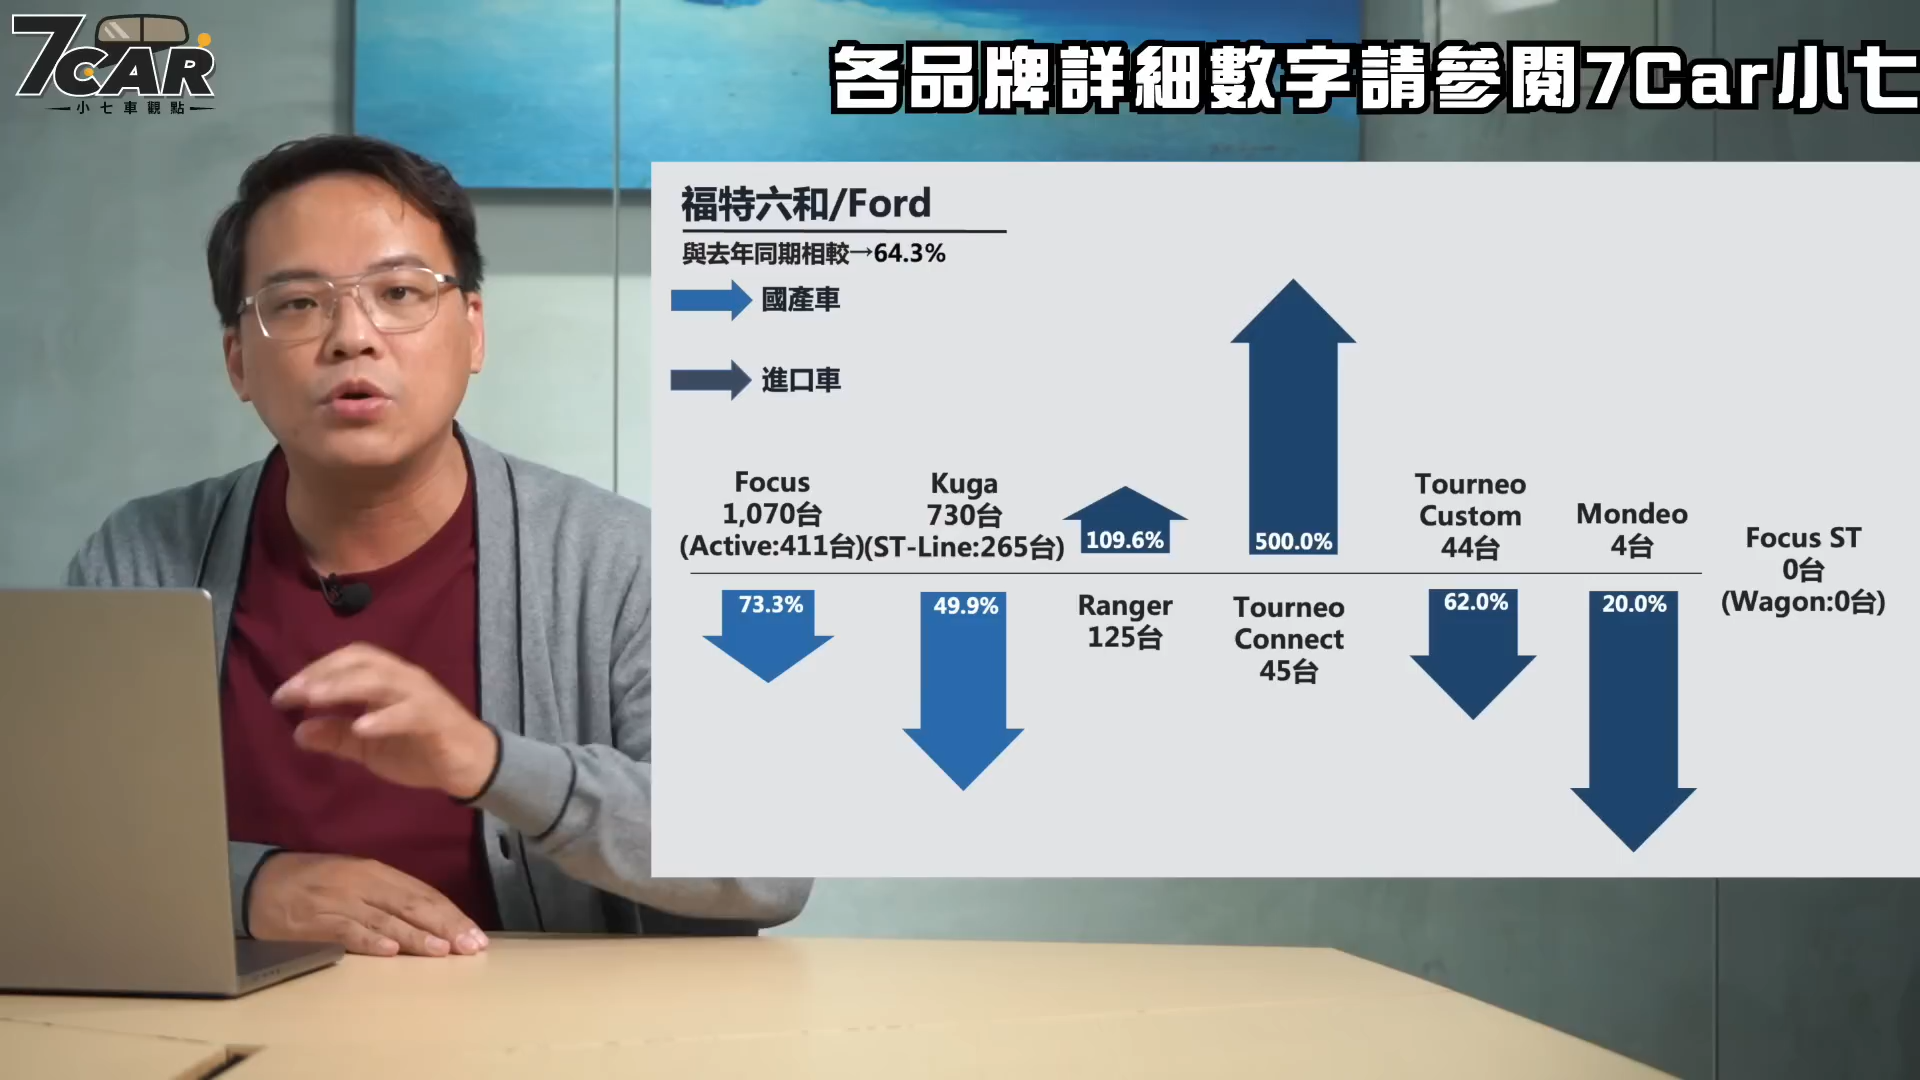 7CAR
小七車觀點
各品牌詳細數字請參閱7Car小七
福特六和/Ford
與去年同期相較→64.3%
國產車
進口車
Focus
1,070台
(Active:411台)
73.3%
Kuga
730台
(ST-Line:265台)
49.9%
109.6%
Ranger
125台
500.0%
Tourneo
Connect
45台
Tourneo
Custom
44台
62.0%
Mondeo
4台
20.0%
Focus ST
0台
(Wagon:0台)